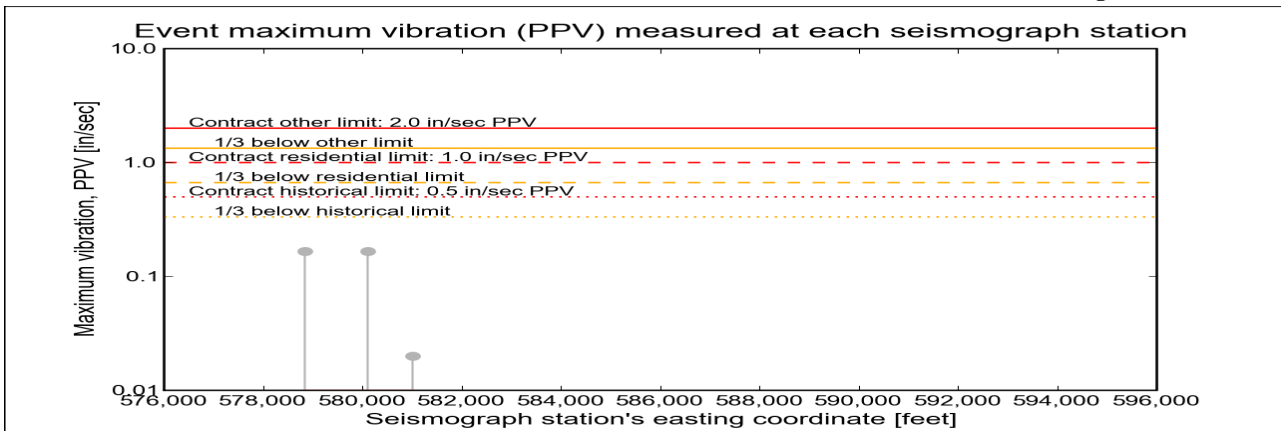 Event maximum vibration (PPV) measured at each seismograph station
Maximum vibration, PPV [in/sec]
10.0
1.0
0.1
0.01
Contract other limit: 2.0 in/sec PPV
1/3 below other limit
Contract residential limit: 1.0 in/sec PPV
1/3 below residential limit
Contract historical limit; 0.5 in/sec PPV
1/3 below historical limit
576,000 578,000 580,000 582,000 584,000 586,000 588,000 590,000 592,000 594,000 596,000
Seismograph station's easting coordinate [feet]